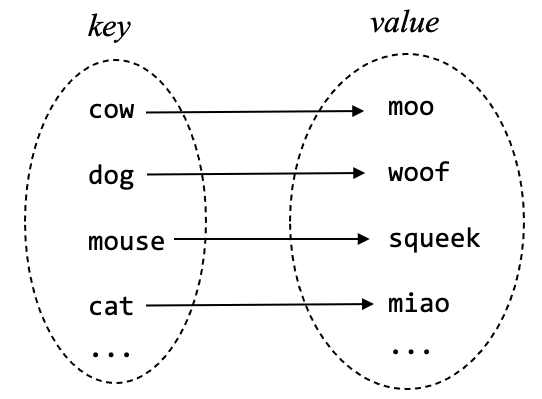 key value
cow moo
dog woof
mouse squeek
cat miao
... ...